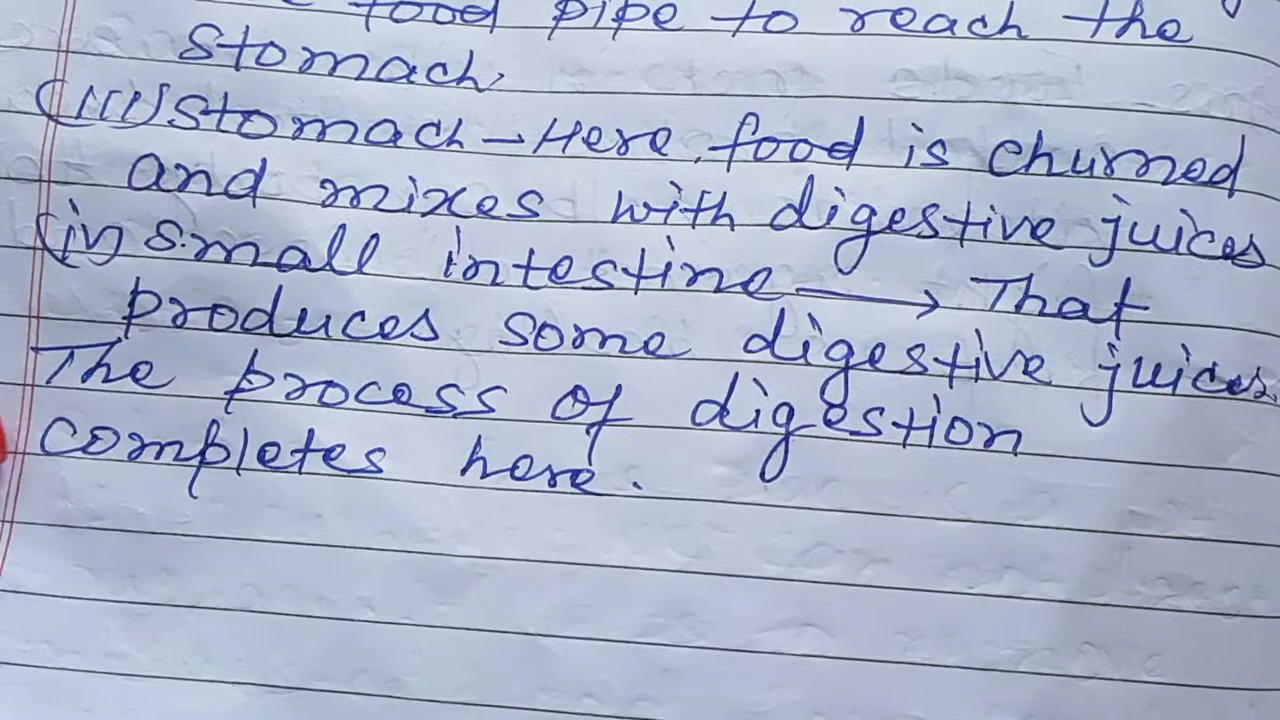 food pipe to reach the
stomach.
(iii) Stomach - Here food is churned
and mixes with digestive juices
(iv) small intestine → That
produces some digestive juices.
The process of digestion
completes here.